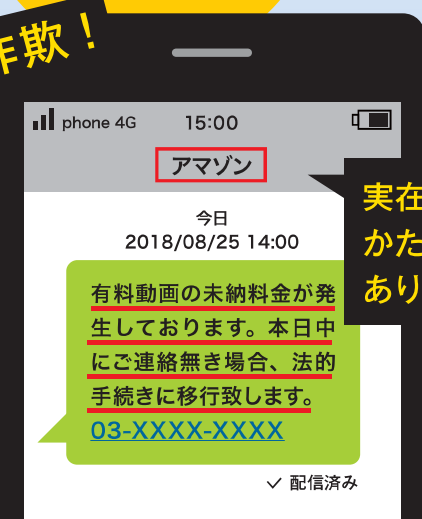 欺！
phone 4G 15:00
アマゾン
実在
かた
あり
今日
2018/08/25 14:00
有料動画の未納料金が発
生しております。本日中
にご連絡無き場合、法的
手続きに移行致します。
03-XXXX-XXXX
✓ 配信済み